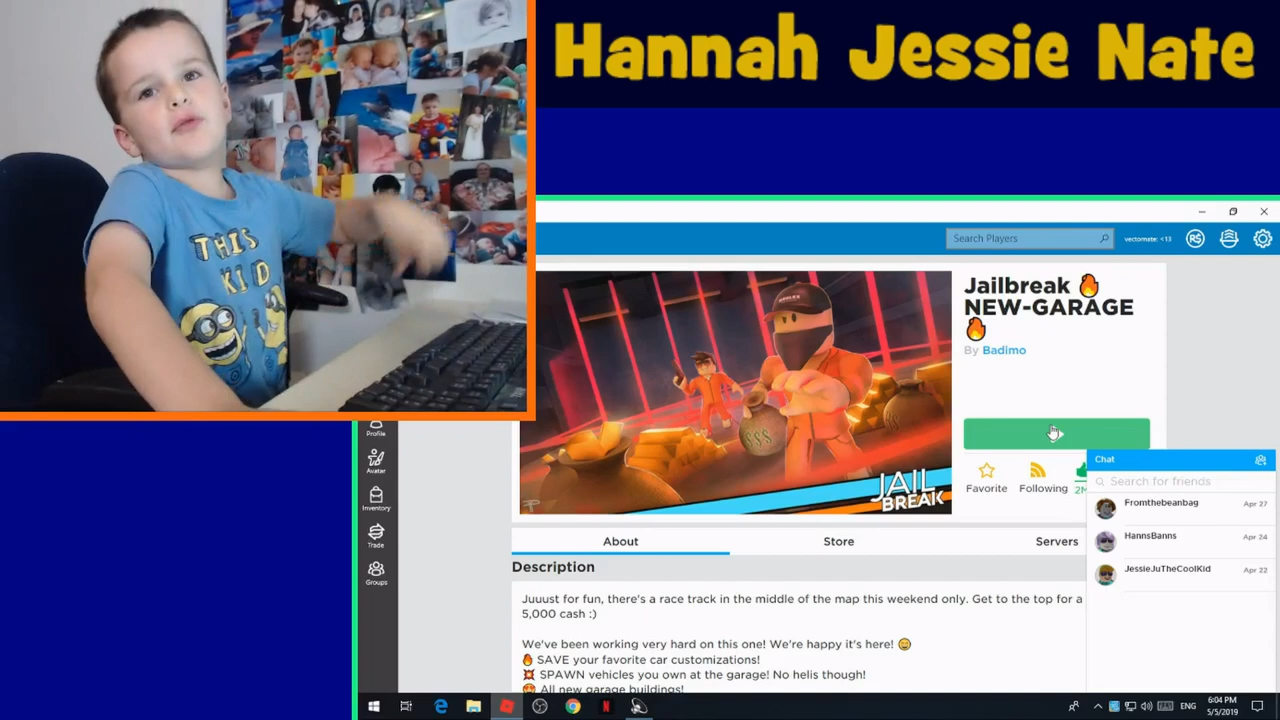 Hannah Jessie Nate
THIS
KID
Search Players
vectomate: <13
Jailbreak 🔥
NEW-GARAGE
🔥
By Badimo
ROBLOX
$$$
JAIL
BREAK
Favorite
Following
2M
Chat
Search for friends
Fromthebeanbag Apr 27
HannsBanns Apr 24
JessieJuTheCoolKid Apr 22
Profile
Avatar
Inventory
Trade
Groups
About
Store
Servers
Description
Juuust for fun, there's a race track in the middle of the map this weekend only. Get to the top for a
5,000 cash :)
We've been working very hard on this one! We're happy it's here! 😄
🔥 SAVE your favorite car customizations!
💥 SPAWN vehicles you own at the garage! No helis though!
😍 All new garage buildings!
ENG
6:04 PM
5/5/2019